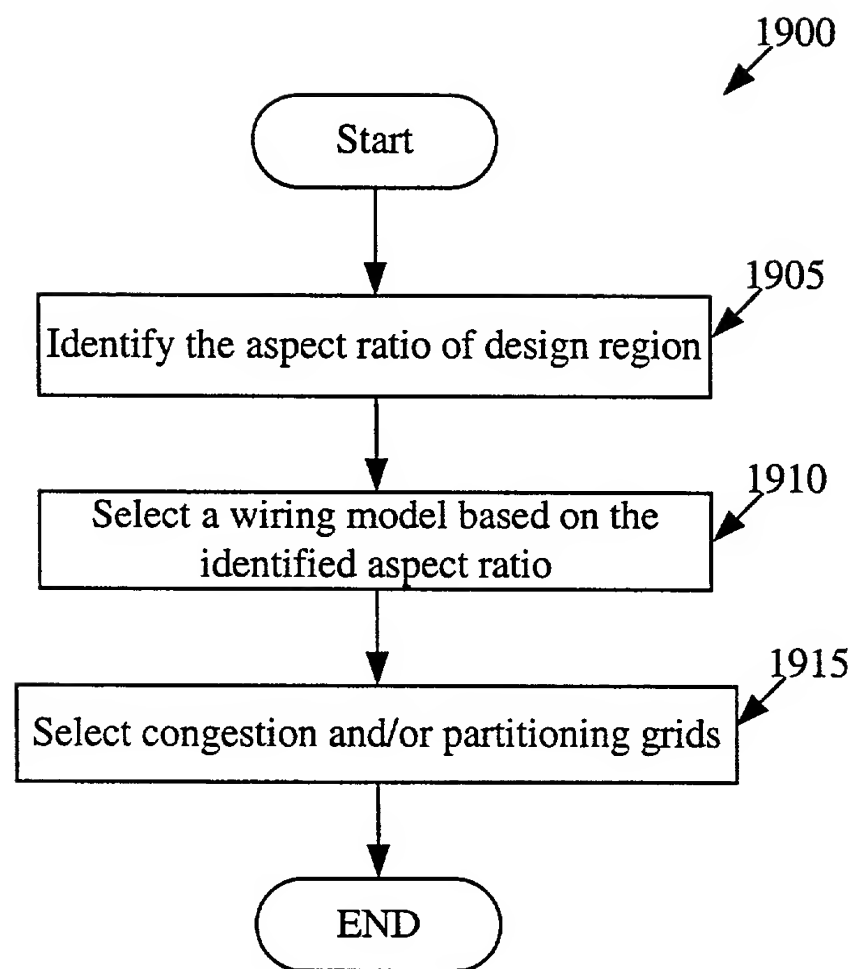 1900
Start
1905
Identify the aspect ratio of design region
1910
Select a wiring model based on the
identified aspect ratio
1915
Select congestion and/or partitioning grids
END